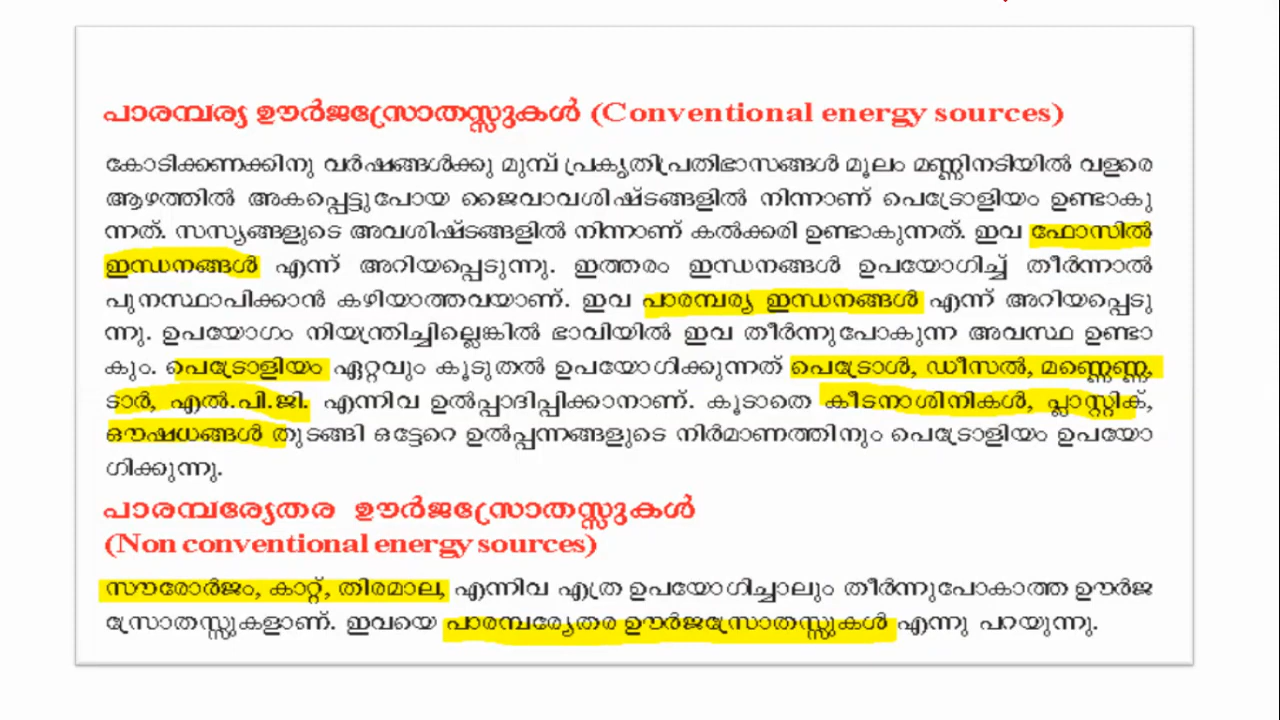 പാരമ്പര്യ ഊർജസ്രോതസ്സുകൾ (Conventional energy sources)
കോടിക്കണക്കിനു വർഷങ്ങൾക്കു മുമ്പ് പ്രകൃതിപ്രതിഭാസങ്ങൾ മൂലം മണ്ണിനടിയിൽ വളരെ
ആഴത്തിൽ അകപ്പെട്ടുപോയ ജൈവാവശിഷ്ടങ്ങളിൽ നിന്നാണ് പെട്രോളിയം ഉണ്ടാകു
ന്നത്. സസ്യങ്ങളുടെ അവശിഷ്ടങ്ങളിൽ നിന്നാണ് കൽക്കരി ഉണ്ടാകുന്നത്. ഇവ ഫോസിൽ
ഇന്ധനങ്ങൾ എന്ന് അറിയപ്പെടുന്നു. ഇത്തരം ഇന്ധനങ്ങൾ ഉപയോഗിച്ച് തീർന്നാൽ
പുനസ്ഥാപിക്കാൻ കഴിയാത്തവയാണ്. ഇവ പാരമ്പര്യ ഇന്ധനങ്ങൾ എന്ന് അറിയപ്പെടു
ന്നു. ഉപയോഗം നിയന്ത്രിച്ചില്ലെങ്കിൽ ഭാവിയിൽ ഇവ തീർന്നുപോകുന്ന അവസ്ഥ ഉണ്ടാ
കും. പെട്രോളിയം ഏറ്റവും കൂടുതൽ ഉപയോഗിക്കുന്നത് പെട്രോൾ, ഡീസൽ, മണ്ണെണ്ണ,
ടാർ, എൽ.പി.ജി. എന്നിവ ഉൽപ്പാദിപ്പിക്കാനാണ്. കൂടാതെ കീടനാശിനികൾ, പ്ലാസ്റ്റിക്,
ഔഷധങ്ങൾ തുടങ്ങി ഒട്ടേറെ ഉൽപ്പന്നങ്ങളുടെ നിർമാണത്തിനും പെട്രോളിയം ഉപയോ
ഗിക്കുന്നു.
പാരമ്പര്യേതര ഊർജസ്രോതസ്സുകൾ
(Non conventional energy sources)
സൗരോർജം, കാറ്റ്, തിരമാല, എന്നിവ എത്ര ഉപയോഗിച്ചാലും തീർന്നുപോകാത്ത ഊർജ
സ്രോതസ്സുകളാണ്. ഇവയെ പാരമ്പര്യേതര ഊർജസ്രോതസ്സുകൾ എന്നു പറയുന്നു.